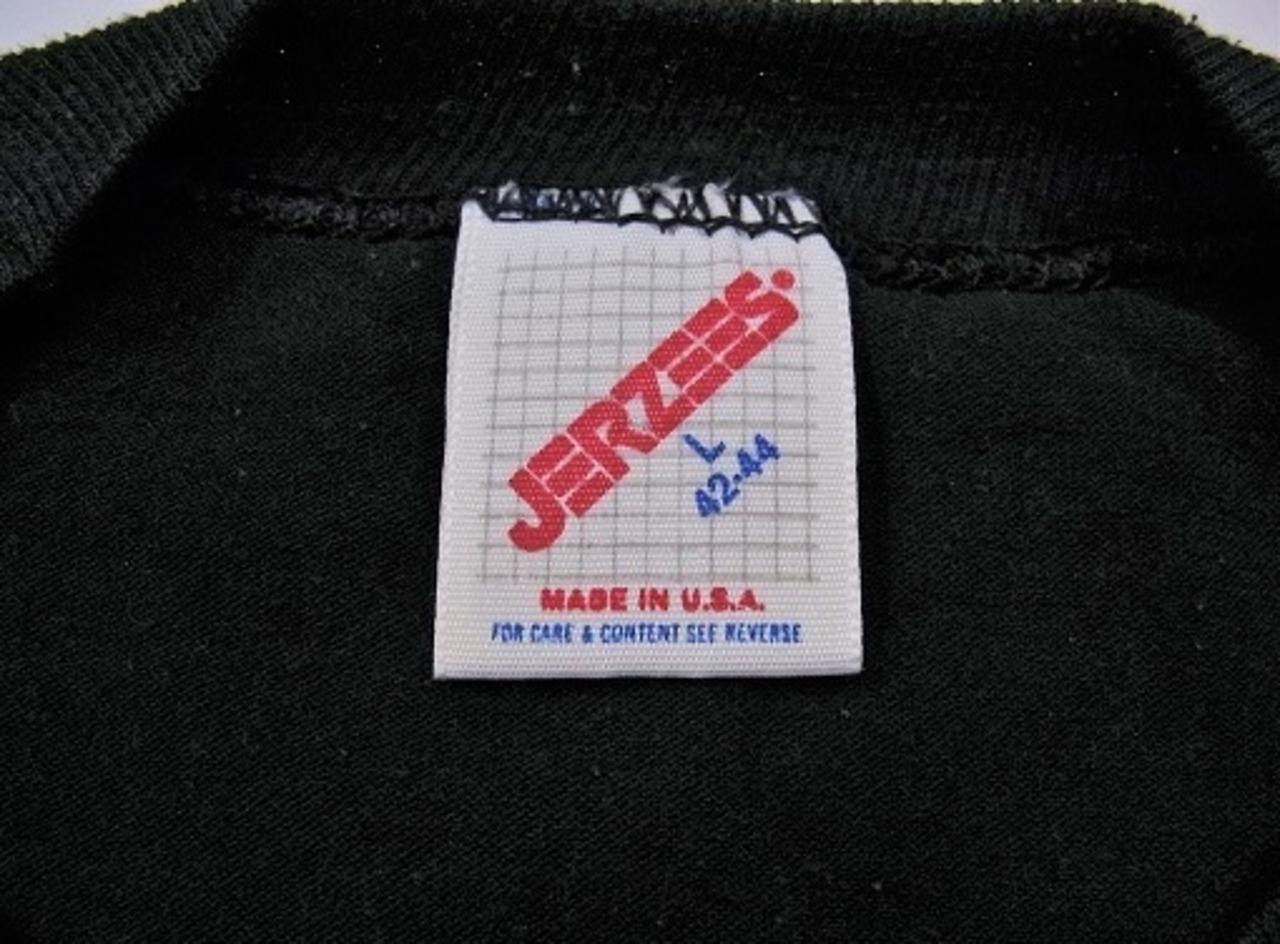 JERZEES.
L
42-44
MADE IN U.S.A.
FOR CARE & CONTENT SEE REVERSE